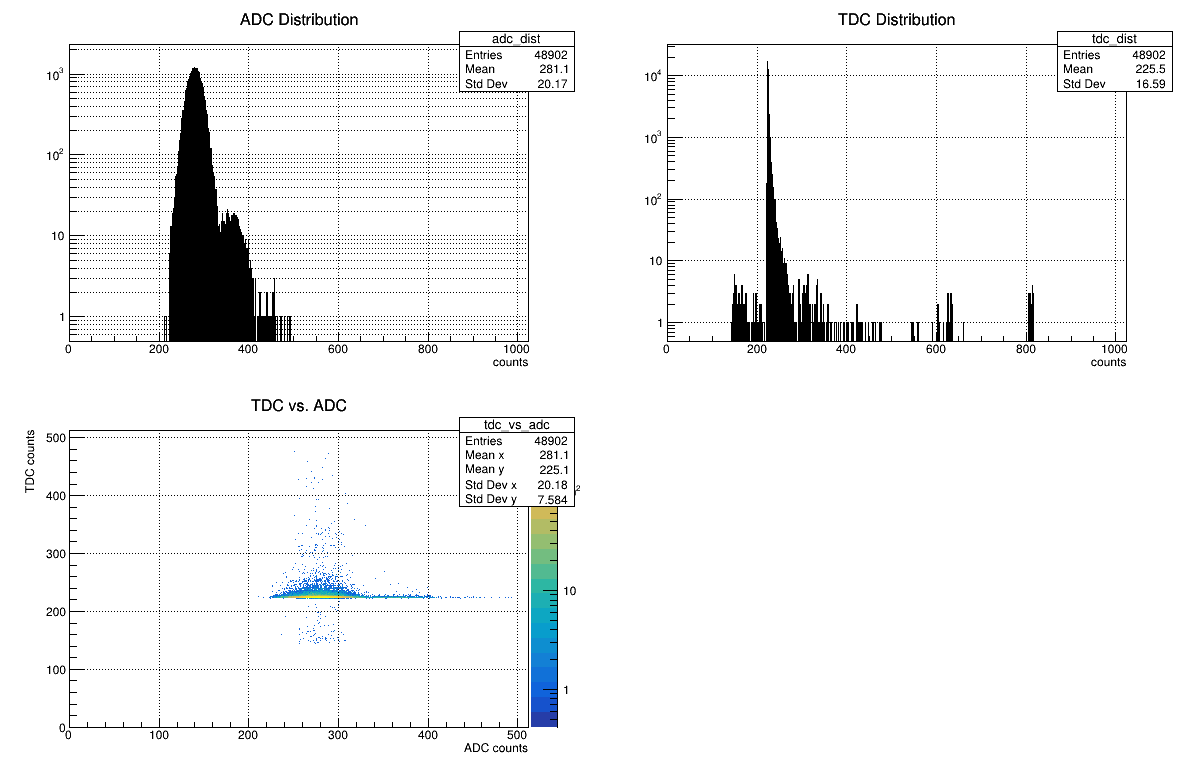 ADC Distribution
adc_dist
Entries 48902
Mean 281.1
Std Dev 20.17
10³
10²
10
1
0 200 400 600 800 1000
counts
TDC Distribution
tdc_dist
Entries 48902
Mean 225.5
Std Dev 16.59
10⁴
10³
10²
10
1
0 200 400 600 800 1000
counts
TDC vs. ADC
tdc_vs_adc
Entries 48902
Mean x 281.1
Mean y 225.1
Std Dev x 20.18
Std Dev y 7.584
TDC counts
500
400
300
200
100
0
0 100 200 300 400 500
ADC counts
2
10
1